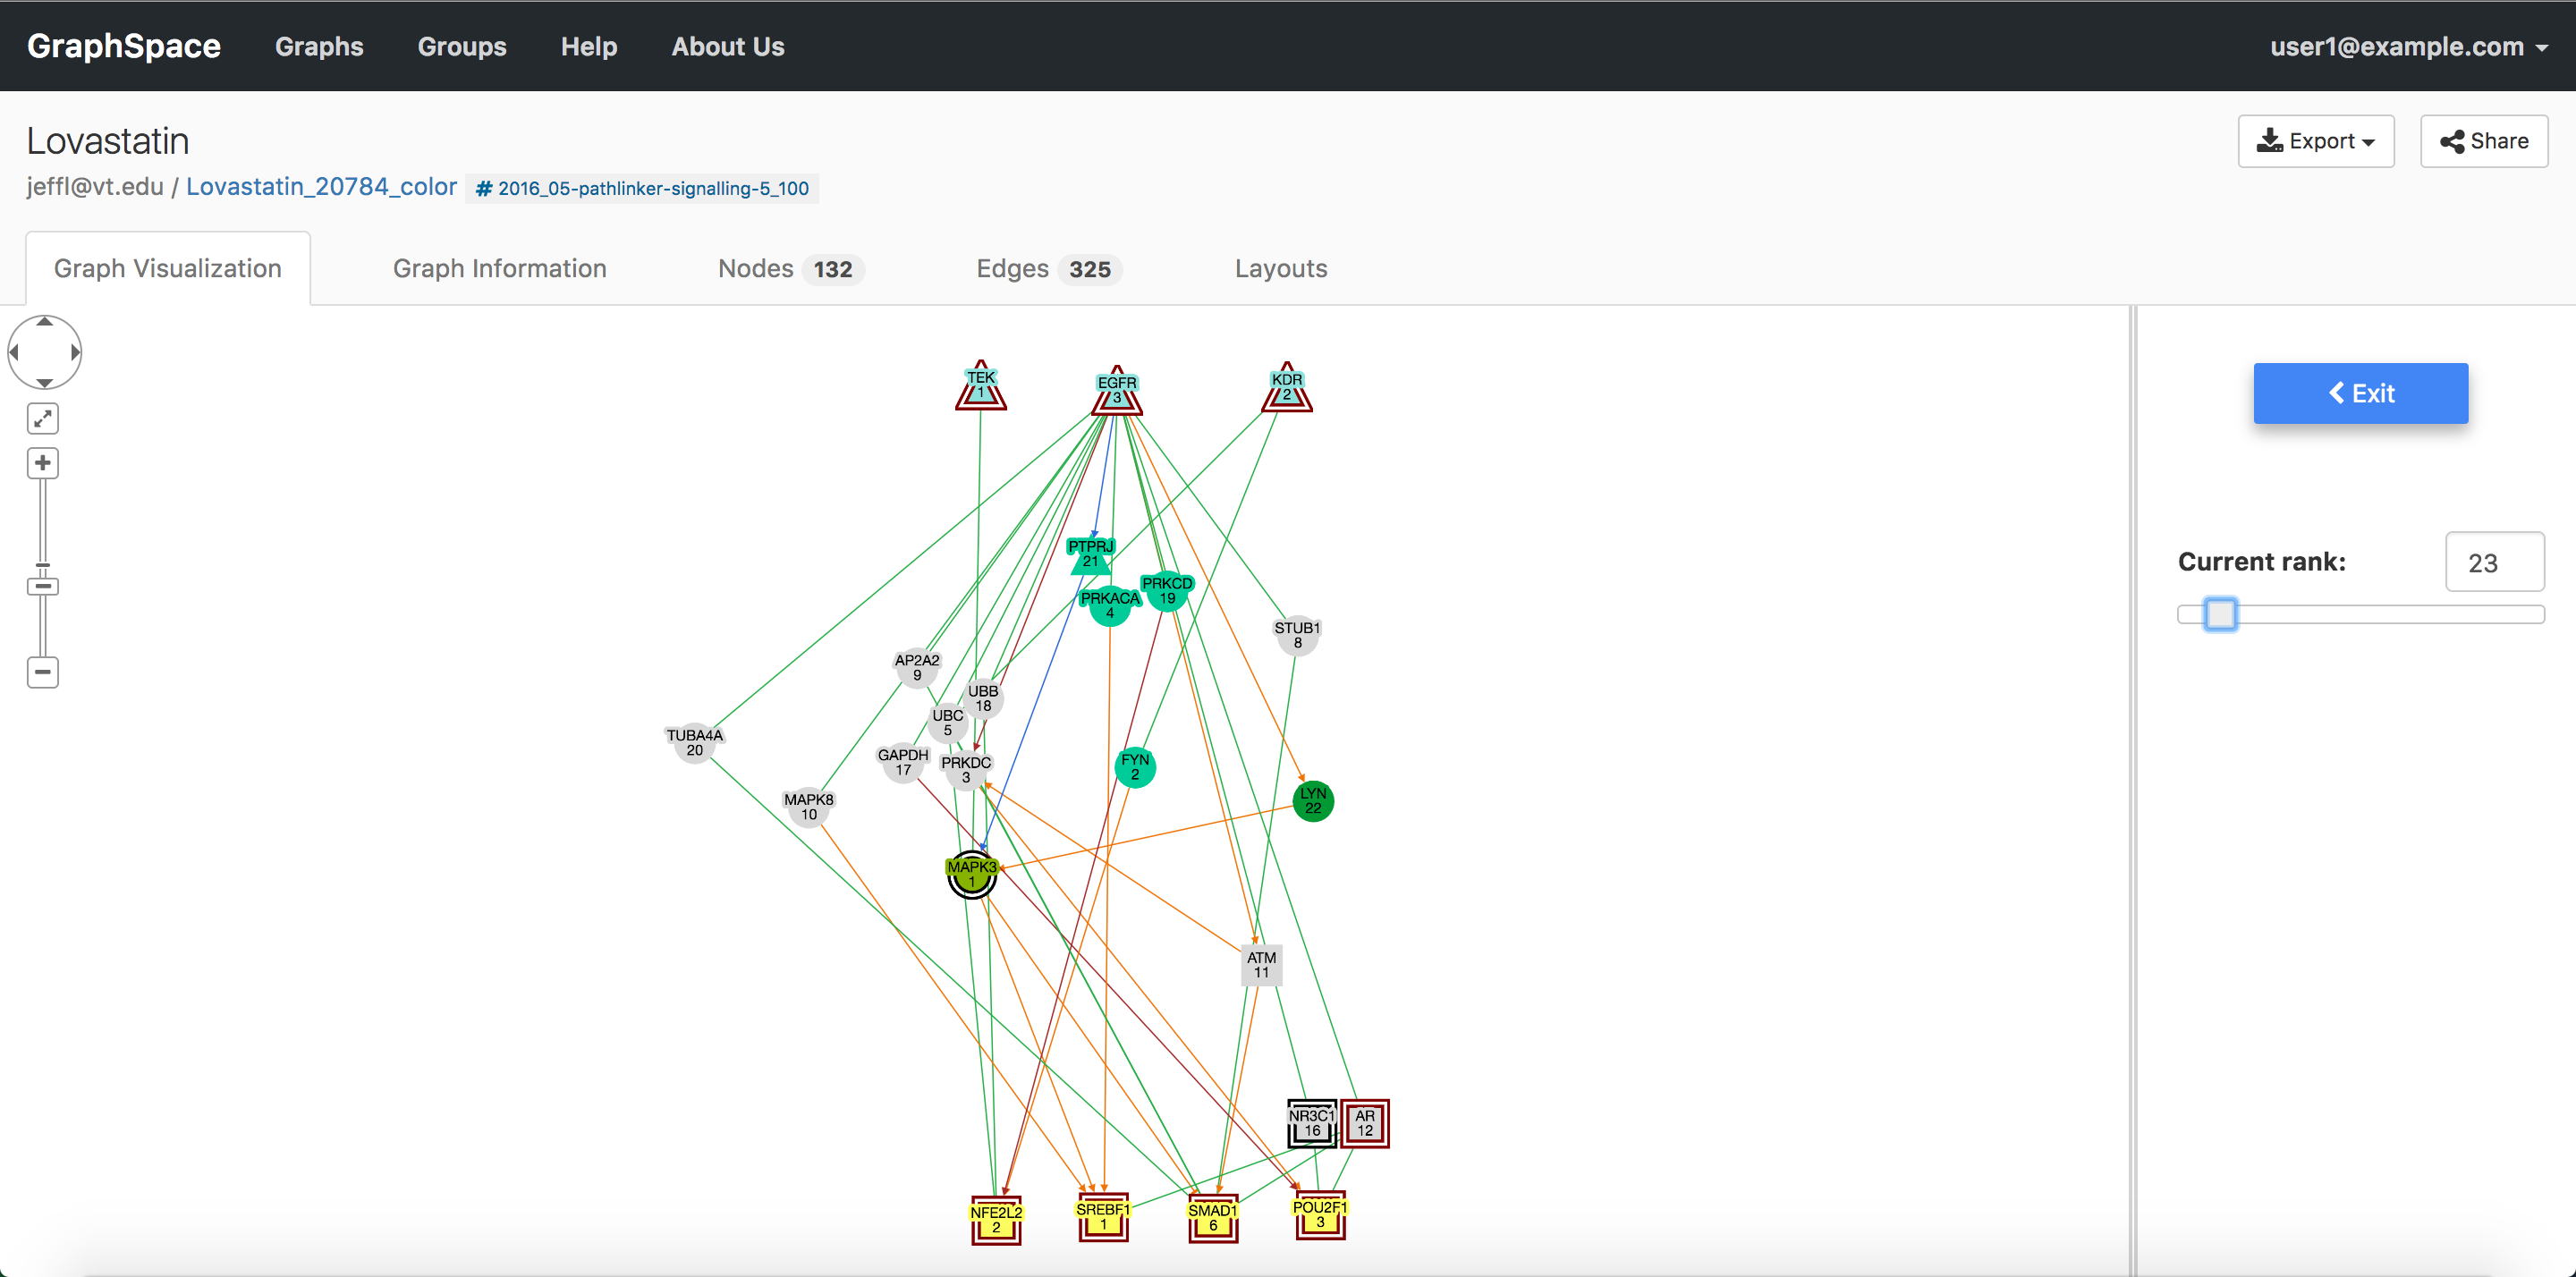 GraphSpace Graphs Groups Help About Us user1@example.com
Lovastatin
Export
Share
jeffl@vt.edu / Lovastatin_20784_color # 2016_05-pathlinker-signalling-5_100
Graph Visualization Graph Information Nodes 132 Edges 325 Layouts
Exit
Current rank: 23
TEK
1
EGFR
3
KDR
2
PTPRJ
21
PRKCD
19
PRKACA
4
STUB1
8
AP2A2
9
UBB
18
UBC
5
TUBA4A
20
GAPDH
17
PRKDC
3
FYN
2
MAPK8
10
LYN
22
MAPK3
1
ATM
11
NR3C1
16
AR
12
NFE2L2
2
SREBF1
1
SMAD1
6
POU2F1
3